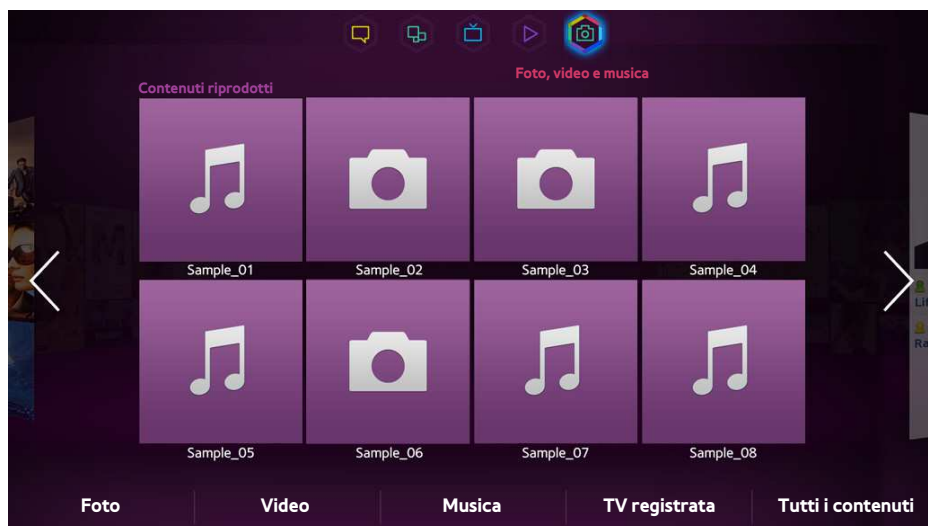 Foto, video e musica
Contenuti riprodotti
Sample_01 Sample_02 Sample_03 Sample_04
Sample_05 Sample_06 Sample_07 Sample_08
Foto Video Musica TV registrata Tutti i contenuti